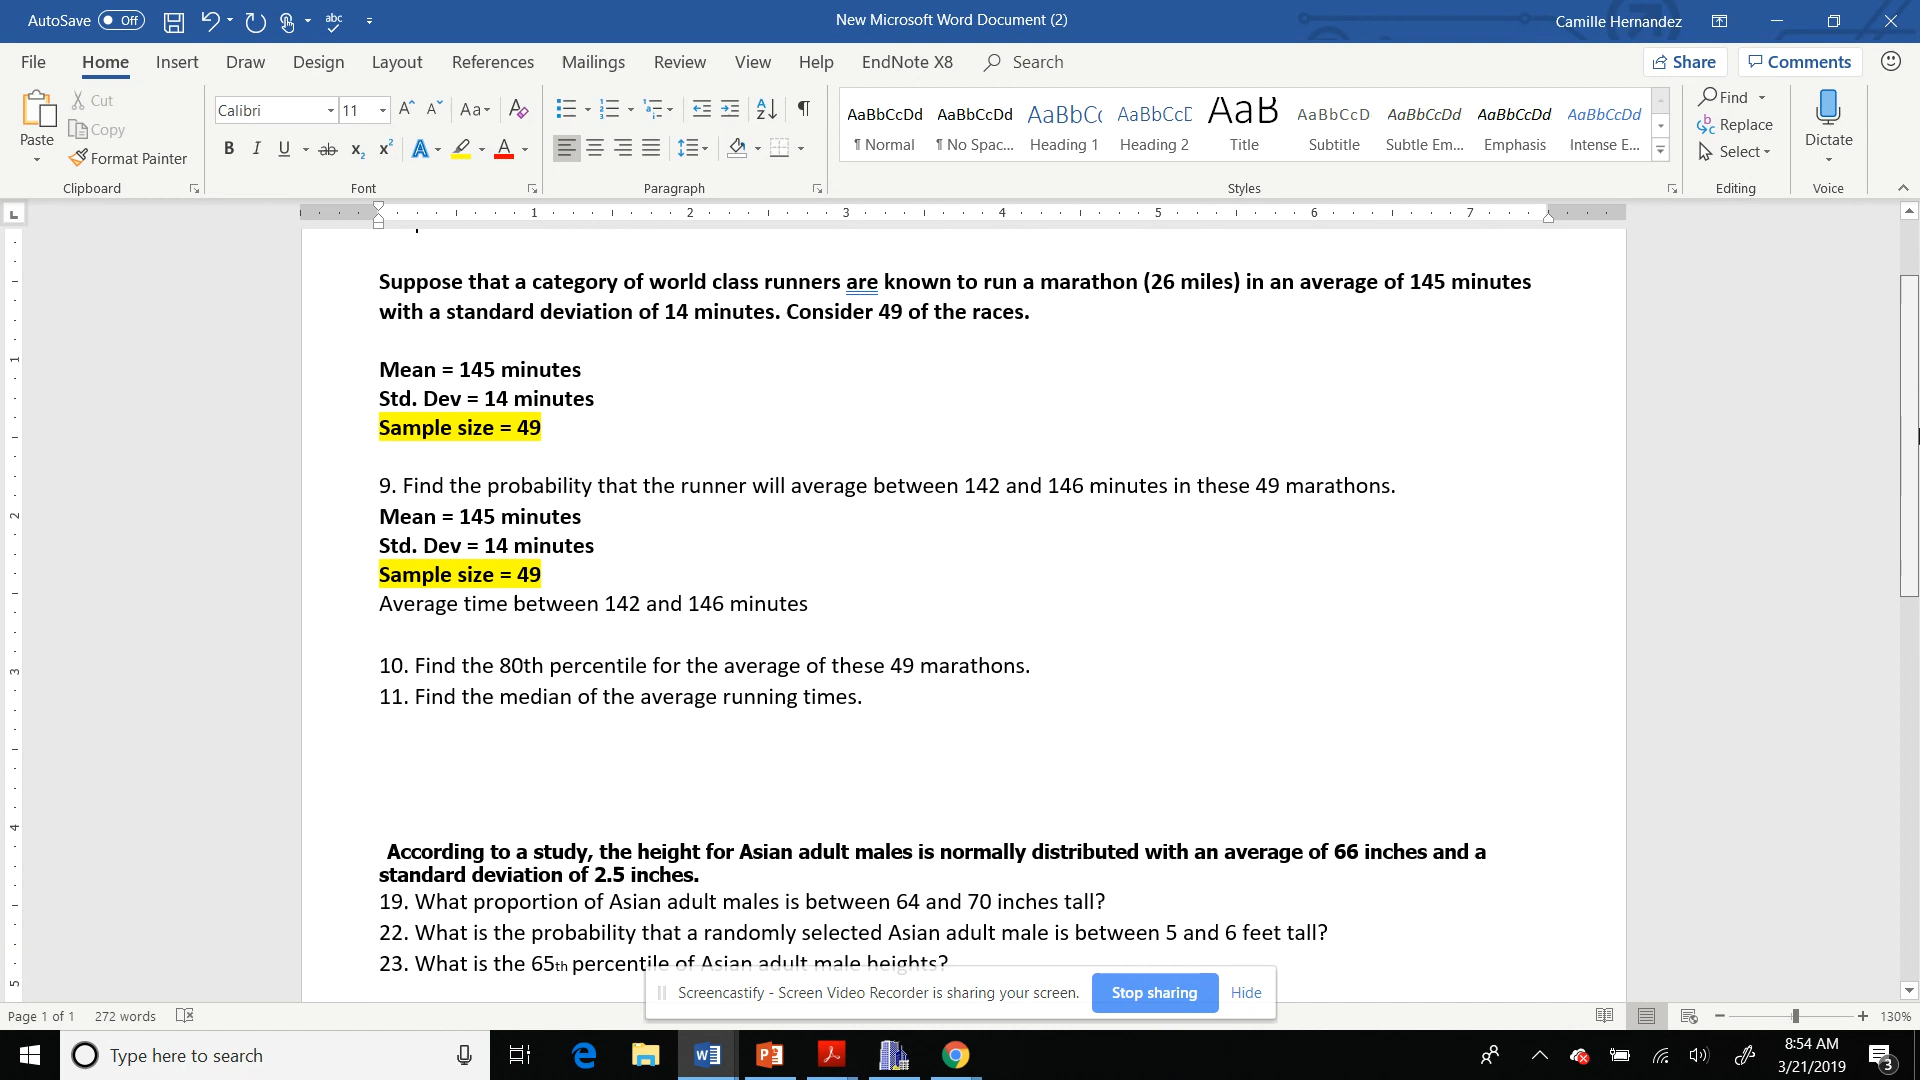 AutoSave Off
New Microsoft Word Document (2)
Camille Hernandez
File Home Insert Draw Design Layout References Mailings Review View Help EndNote X8 Search
Share Comments
Paste
Cut
Copy
Format Painter
Clipboard
Calibri 11
Font
Paragraph
AaBbCcDd AaBbCcDd AaBbCc AaBbCcE AaB AaBbCcD AaBbCcDd AaBbCcDd AaBbCcDd
¶ Normal ¶ No Spac... Heading 1 Heading 2 Title Subtitle Subtle Em... Emphasis Intense E...
Styles
Find
Replace
Select
Editing
Dictate
Voice
1 2 3 4 5 6 7
Suppose that a category of world class runners are known to run a marathon (26 miles) in an average of 145 minutes
with a standard deviation of 14 minutes. Consider 49 of the races.
Mean = 145 minutes
Std. Dev = 14 minutes
Sample size = 49
9. Find the probability that the runner will average between 142 and 146 minutes in these 49 marathons.
Mean = 145 minutes
Std. Dev = 14 minutes
Sample size = 49
Average time between 142 and 146 minutes
10. Find the 80th percentile for the average of these 49 marathons.
11. Find the median of the average running times.
According to a study, the height for Asian adult males is normally distributed with an average of 66 inches and a
standard deviation of 2.5 inches.
19. What proportion of Asian adult males is between 64 and 70 inches tall?
22. What is the probability that a randomly selected Asian adult male is between 5 and 6 feet tall?
23. What is the 65th percentile of Asian adult male heights?
Screencastify - Screen Video Recorder is sharing your screen. Stop sharing Hide
Page 1 of 1 272 words
130%
Type here to search
8:54 AM
3/21/2019
3